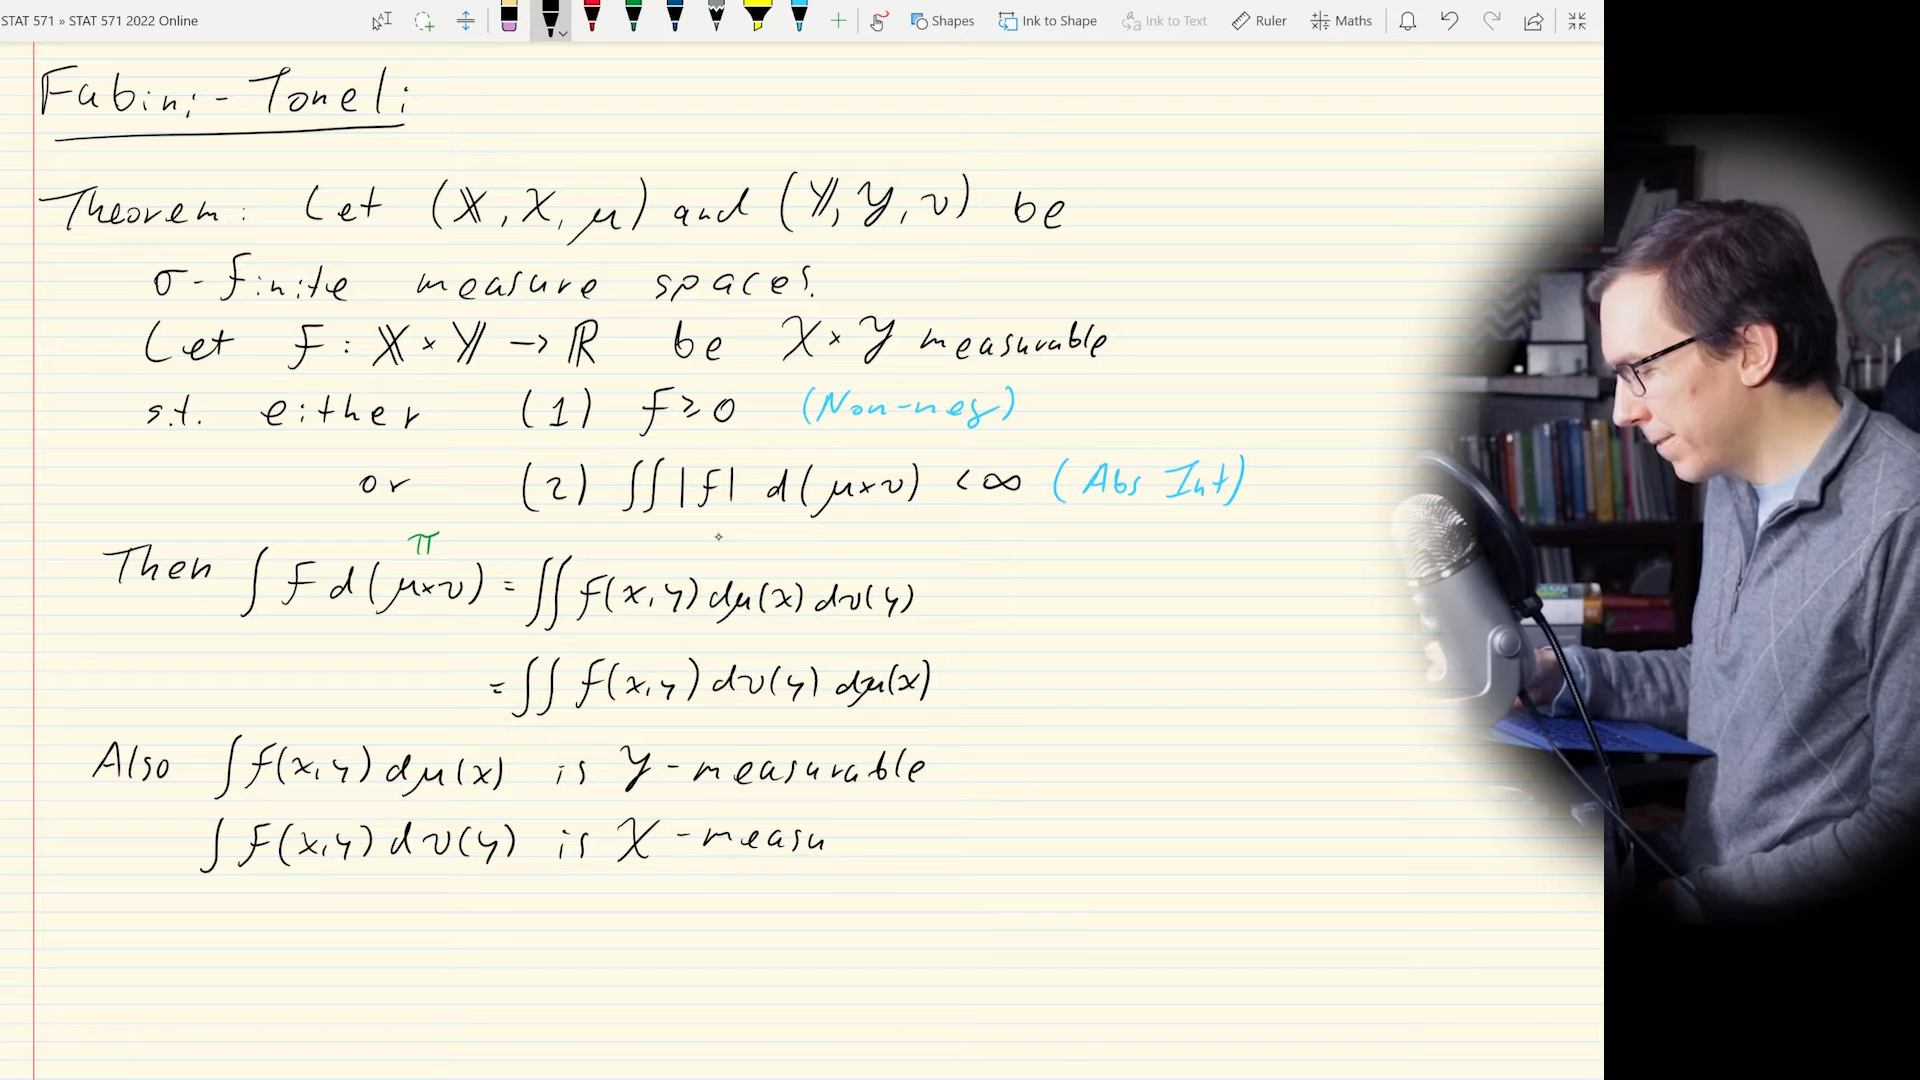 STAT 571 » STAT 571 2022 Online
Shapes Ink to Shape Ink to Text Ruler Maths
Fubini-Toneli
Theorem: Let (𝕏, 𝒳, μ) and (𝕐, 𝒴, ν) be
σ-finite measure spaces.
Let f : 𝕏 × 𝕐 → ℝ be 𝒳 × 𝒴 measurable
s.t. either (1) f ≥ 0 (Non-neg)
or (2) ∬ |f| d(μ×ν) < ∞ (Abs Int)
π
Then ∫ f d(μ×ν) = ∬ f(x,y) dμ(x) dν(y)
= ∬ f(x,y) dν(y) dμ(x)
Also ∫ f(x,y) dμ(x) is 𝒴-measurable
∫ f(x,y) dν(y) is 𝒳-measu